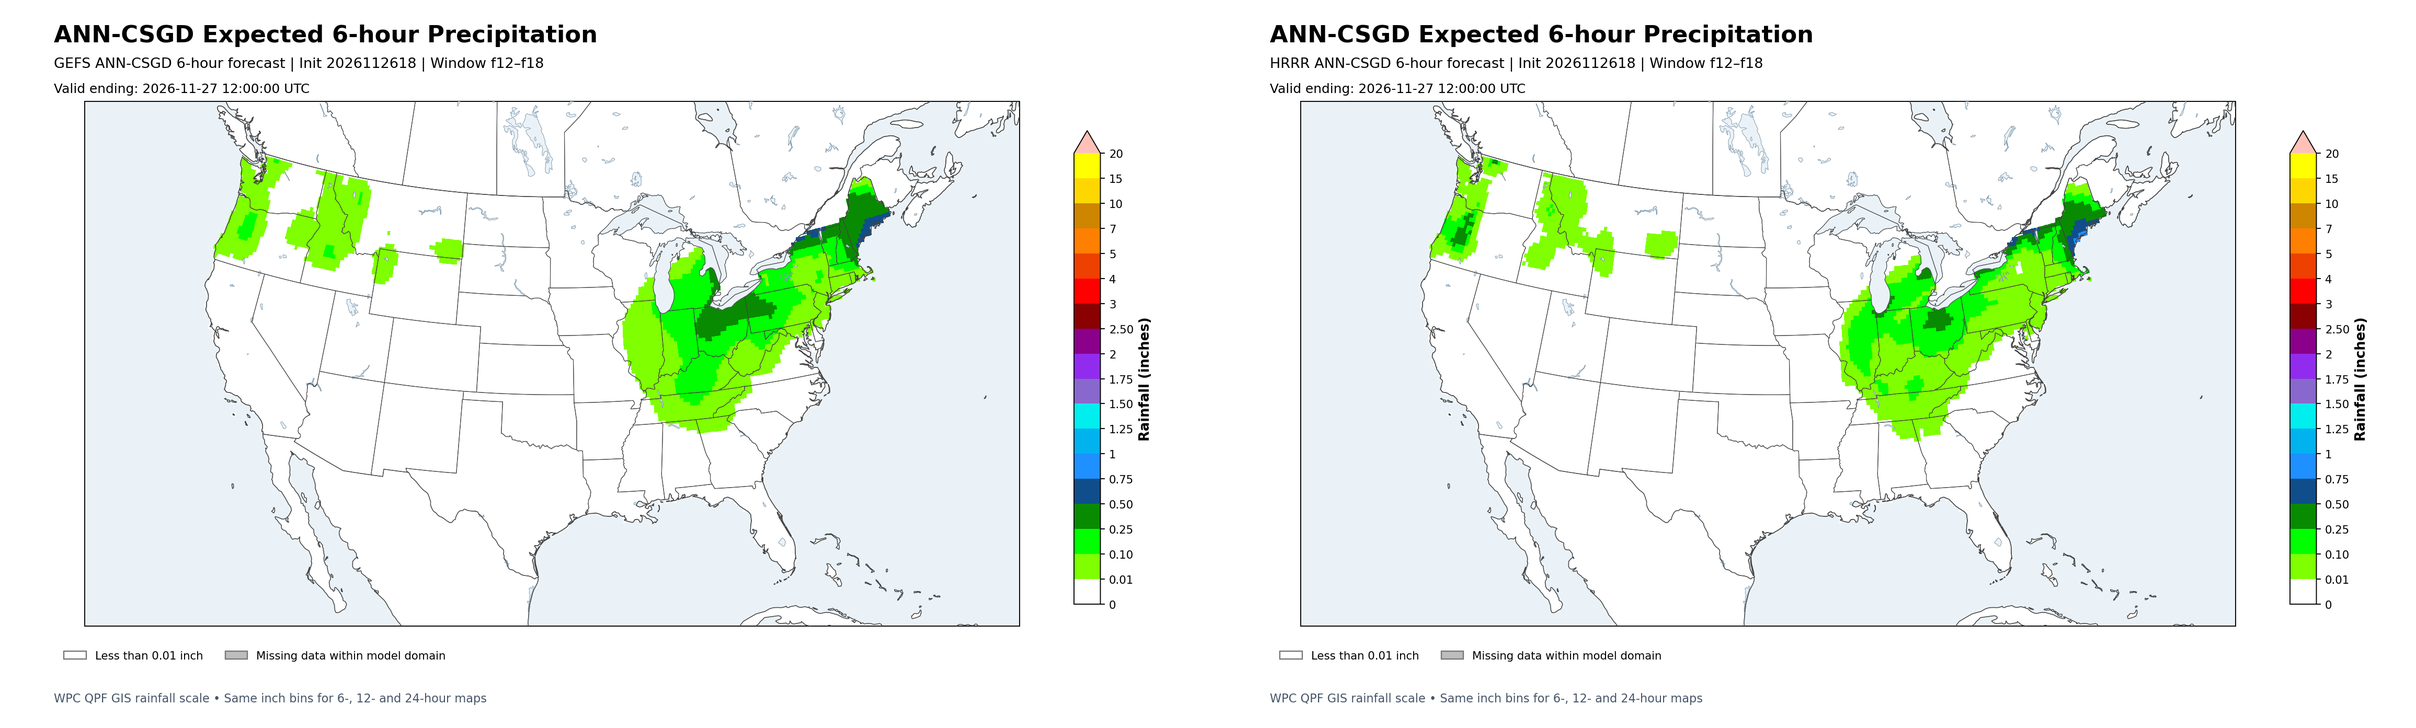 ANN-CSGD Expected 6-hour Precipitation
GEFS ANN-CSGD 6-hour forecast | Init 2026112618 | Window f12–f18
Valid ending: 2026-11-27 12:00:00 UTC
20
15
10
7
5
4
3
2.50
2
1.75
1.50
1.25
1
0.75
0.50
0.25
0.10
0.01
0
Rainfall (inches)
Less than 0.01 inch
Missing data within model domain
WPC QPF GIS rainfall scale • Same inch bins for 6-, 12- and 24-hour maps
ANN-CSGD Expected 6-hour Precipitation
HRRR ANN-CSGD 6-hour forecast | Init 2026112618 | Window f12–f18
Valid ending: 2026-11-27 12:00:00 UTC
20
15
10
7
5
4
3
2.50
2
1.75
1.50
1.25
1
0.75
0.50
0.25
0.10
0.01
0
Rainfall (inches)
Less than 0.01 inch
Missing data within model domain
WPC QPF GIS rainfall scale • Same inch bins for 6-, 12- and 24-hour maps